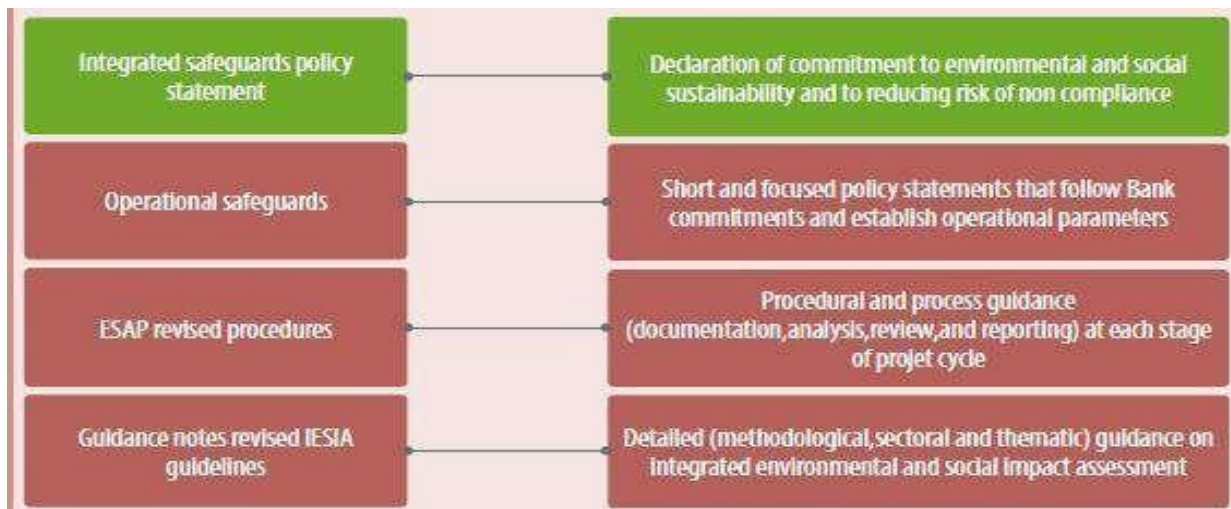 Integrated safeguards policy
statement
Declaration of commitment to environmental and social
sustainability and to reducing risk of non compliance
Operational safeguards
Short and focused policy statements that follow Bank
commitments and establish operational parameters
ESAP revised procedures
Procedural and process guidance
(documentation,analysis,review,and reporting) at each stage
of projet cycle
Guidance notes revised IESIA
guidelines
Detailed (methodological,sectoral and thematic) guidance on
integrated environmental and social impact assessment